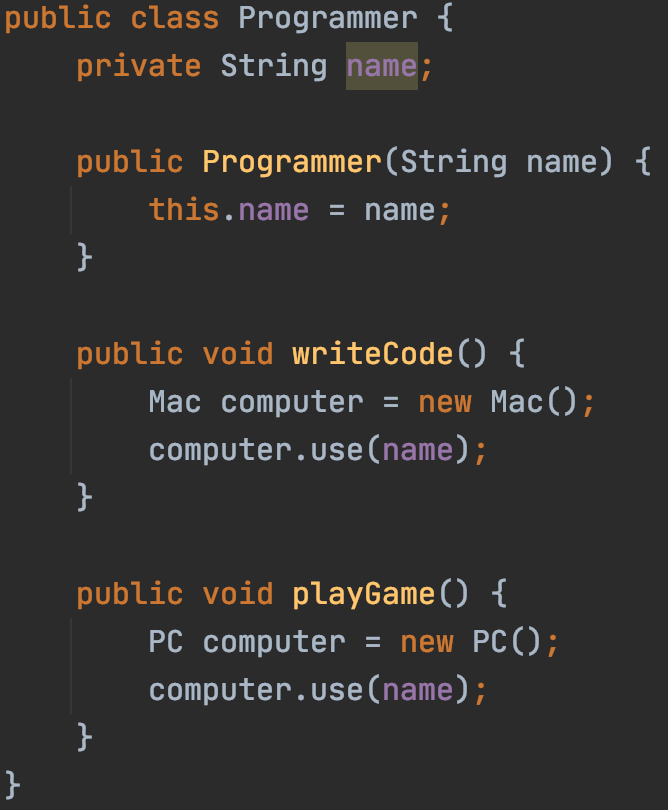 public class Programmer {
    private String name;

    public Programmer(String name) {
        this.name = name;
    }

    public void writeCode() {
        Mac computer = new Mac();
        computer.use(name);
    }

    public void playGame() {
        PC computer = new PC();
        computer.use(name);
    }
}